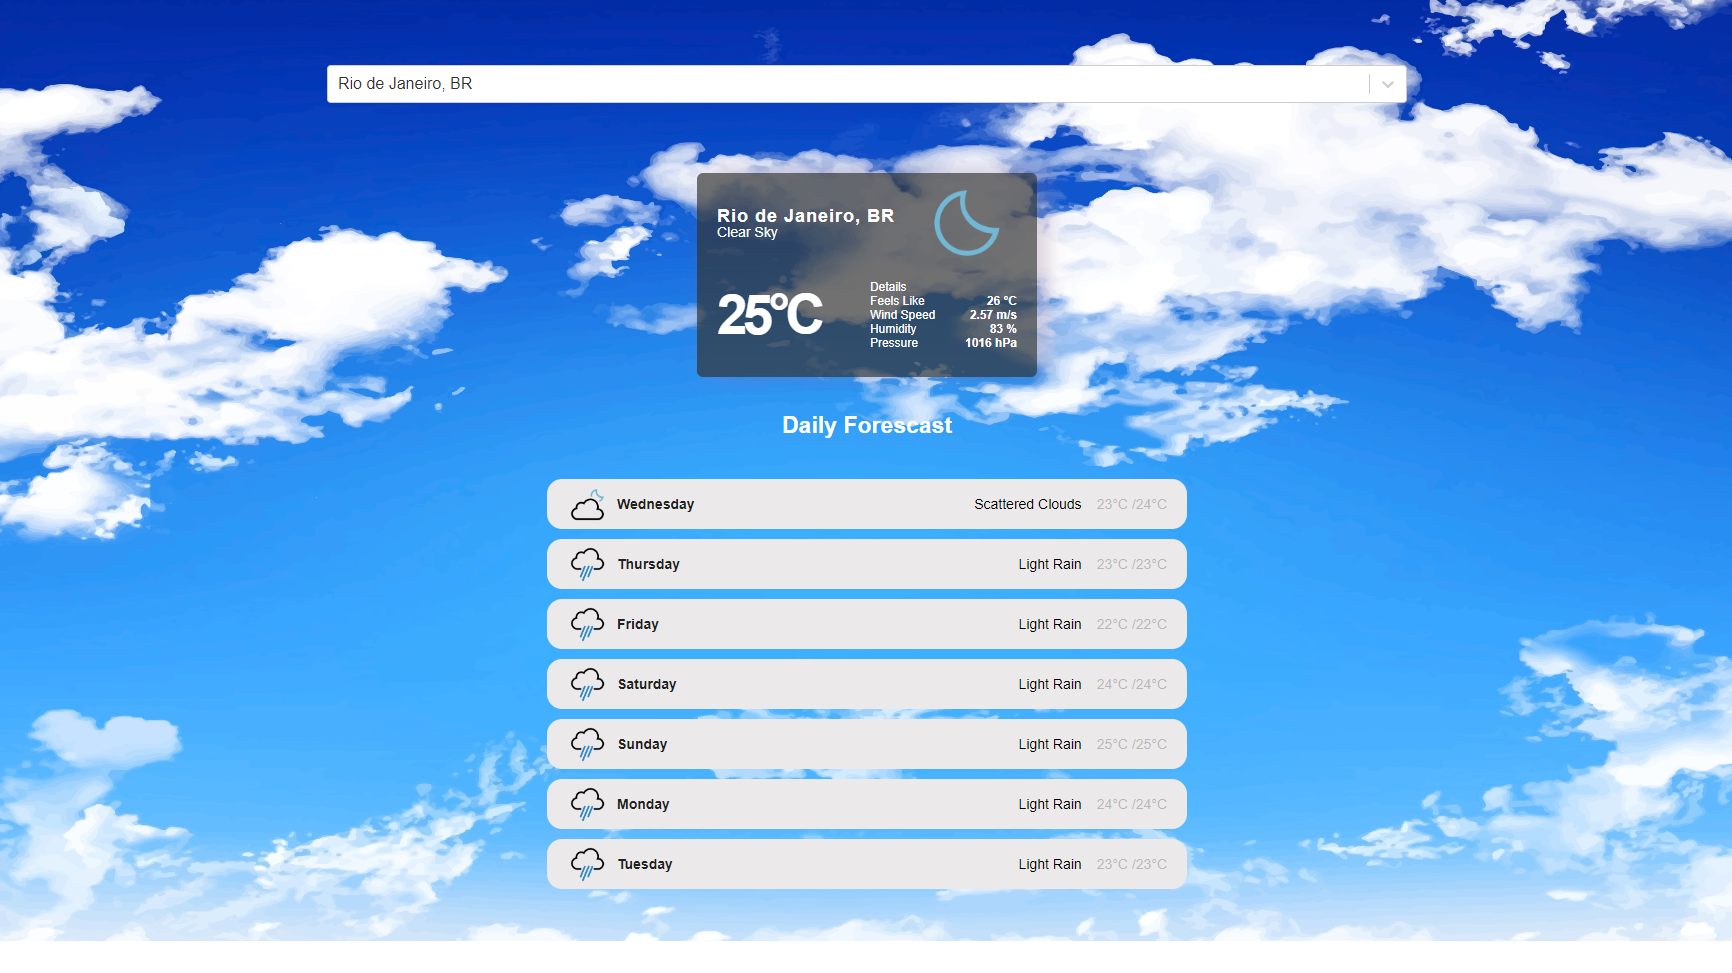 Rio de Janeiro, BR
Rio de Janeiro, BR
Clear Sky
25°C
Details
Feels Like 26 °C
Wind Speed 2.57 m/s
Humidity 83 %
Pressure 1016 hPa
Daily Forescast
Wednesday Scattered Clouds 23°C /24°C
Thursday Light Rain 23°C /23°C
Friday Light Rain 22°C /22°C
Saturday Light Rain 24°C /24°C
Sunday Light Rain 25°C /25°C
Monday Light Rain 24°C /24°C
Tuesday Light Rain 23°C /23°C